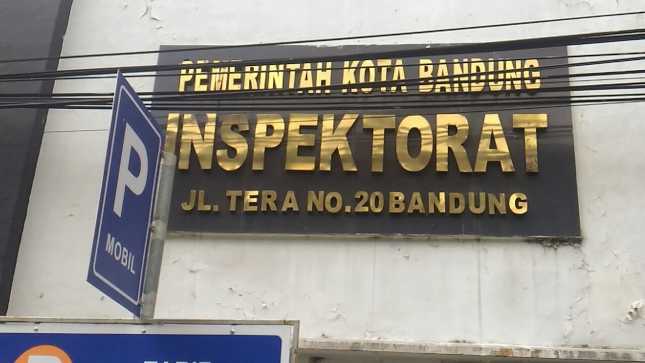 PEMERINTAH KOTA BANDUNG
INSPEKTORAT
JL. TERA NO.20 BANDUNG
P
MOBIL
P